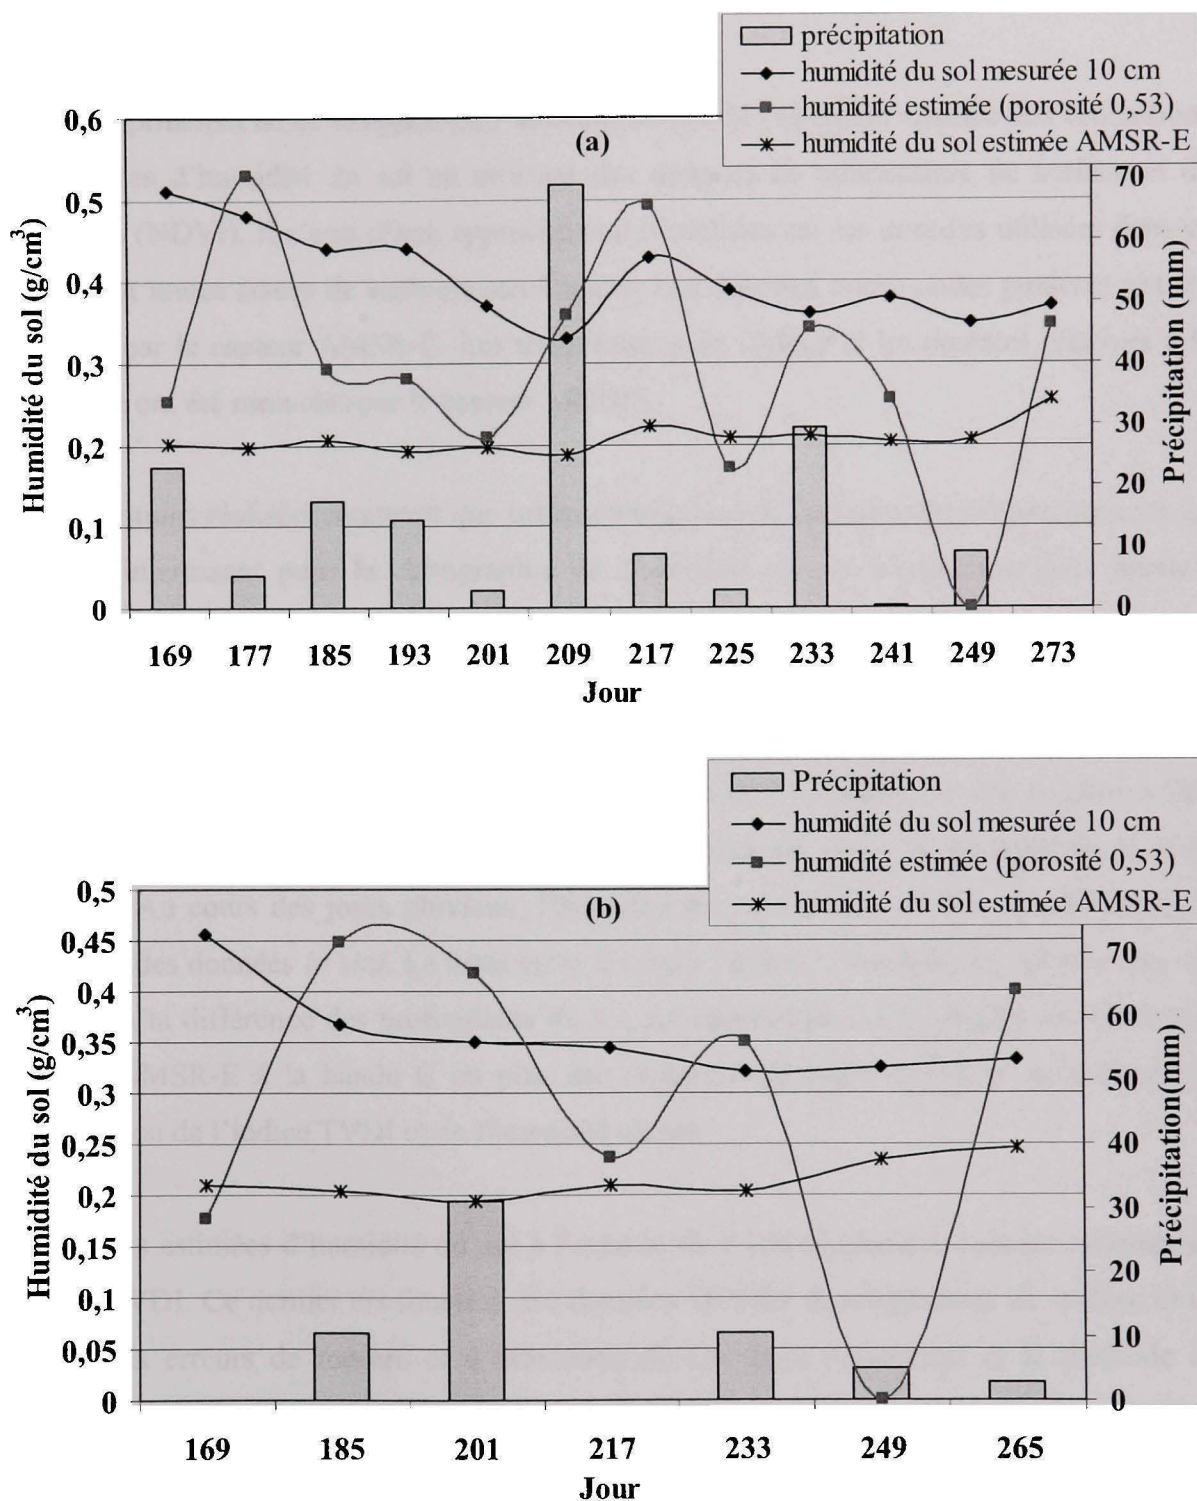 précipitation
humidité du sol mesurée 10 cm
humidité estimée (porosité 0,53)
humidité du sol estimée AMSR-E
(a)
Humidité du sol (g/cm³)
0,6
0,5
0,4
0,3
0,2
0,1
0
70
60
50
40
30
20
10
0
Précipitation (mm)
169 177 185 193 201 209 217 225 233 241 249 273
Jour
Précipitation
humidité du sol mesurée 10 cm
humidité estimée (porosité 0,53)
humidité du sol estimée AMSR-E
(b)
Humidité du sol (g/cm³)
0,5
0,45
0,4
0,35
0,3
0,25
0,2
0,15
0,1
0,05
0
70
60
50
40
30
20
10
0
Précipitation(mm)
169 185 201 217 233 249 265
Jour